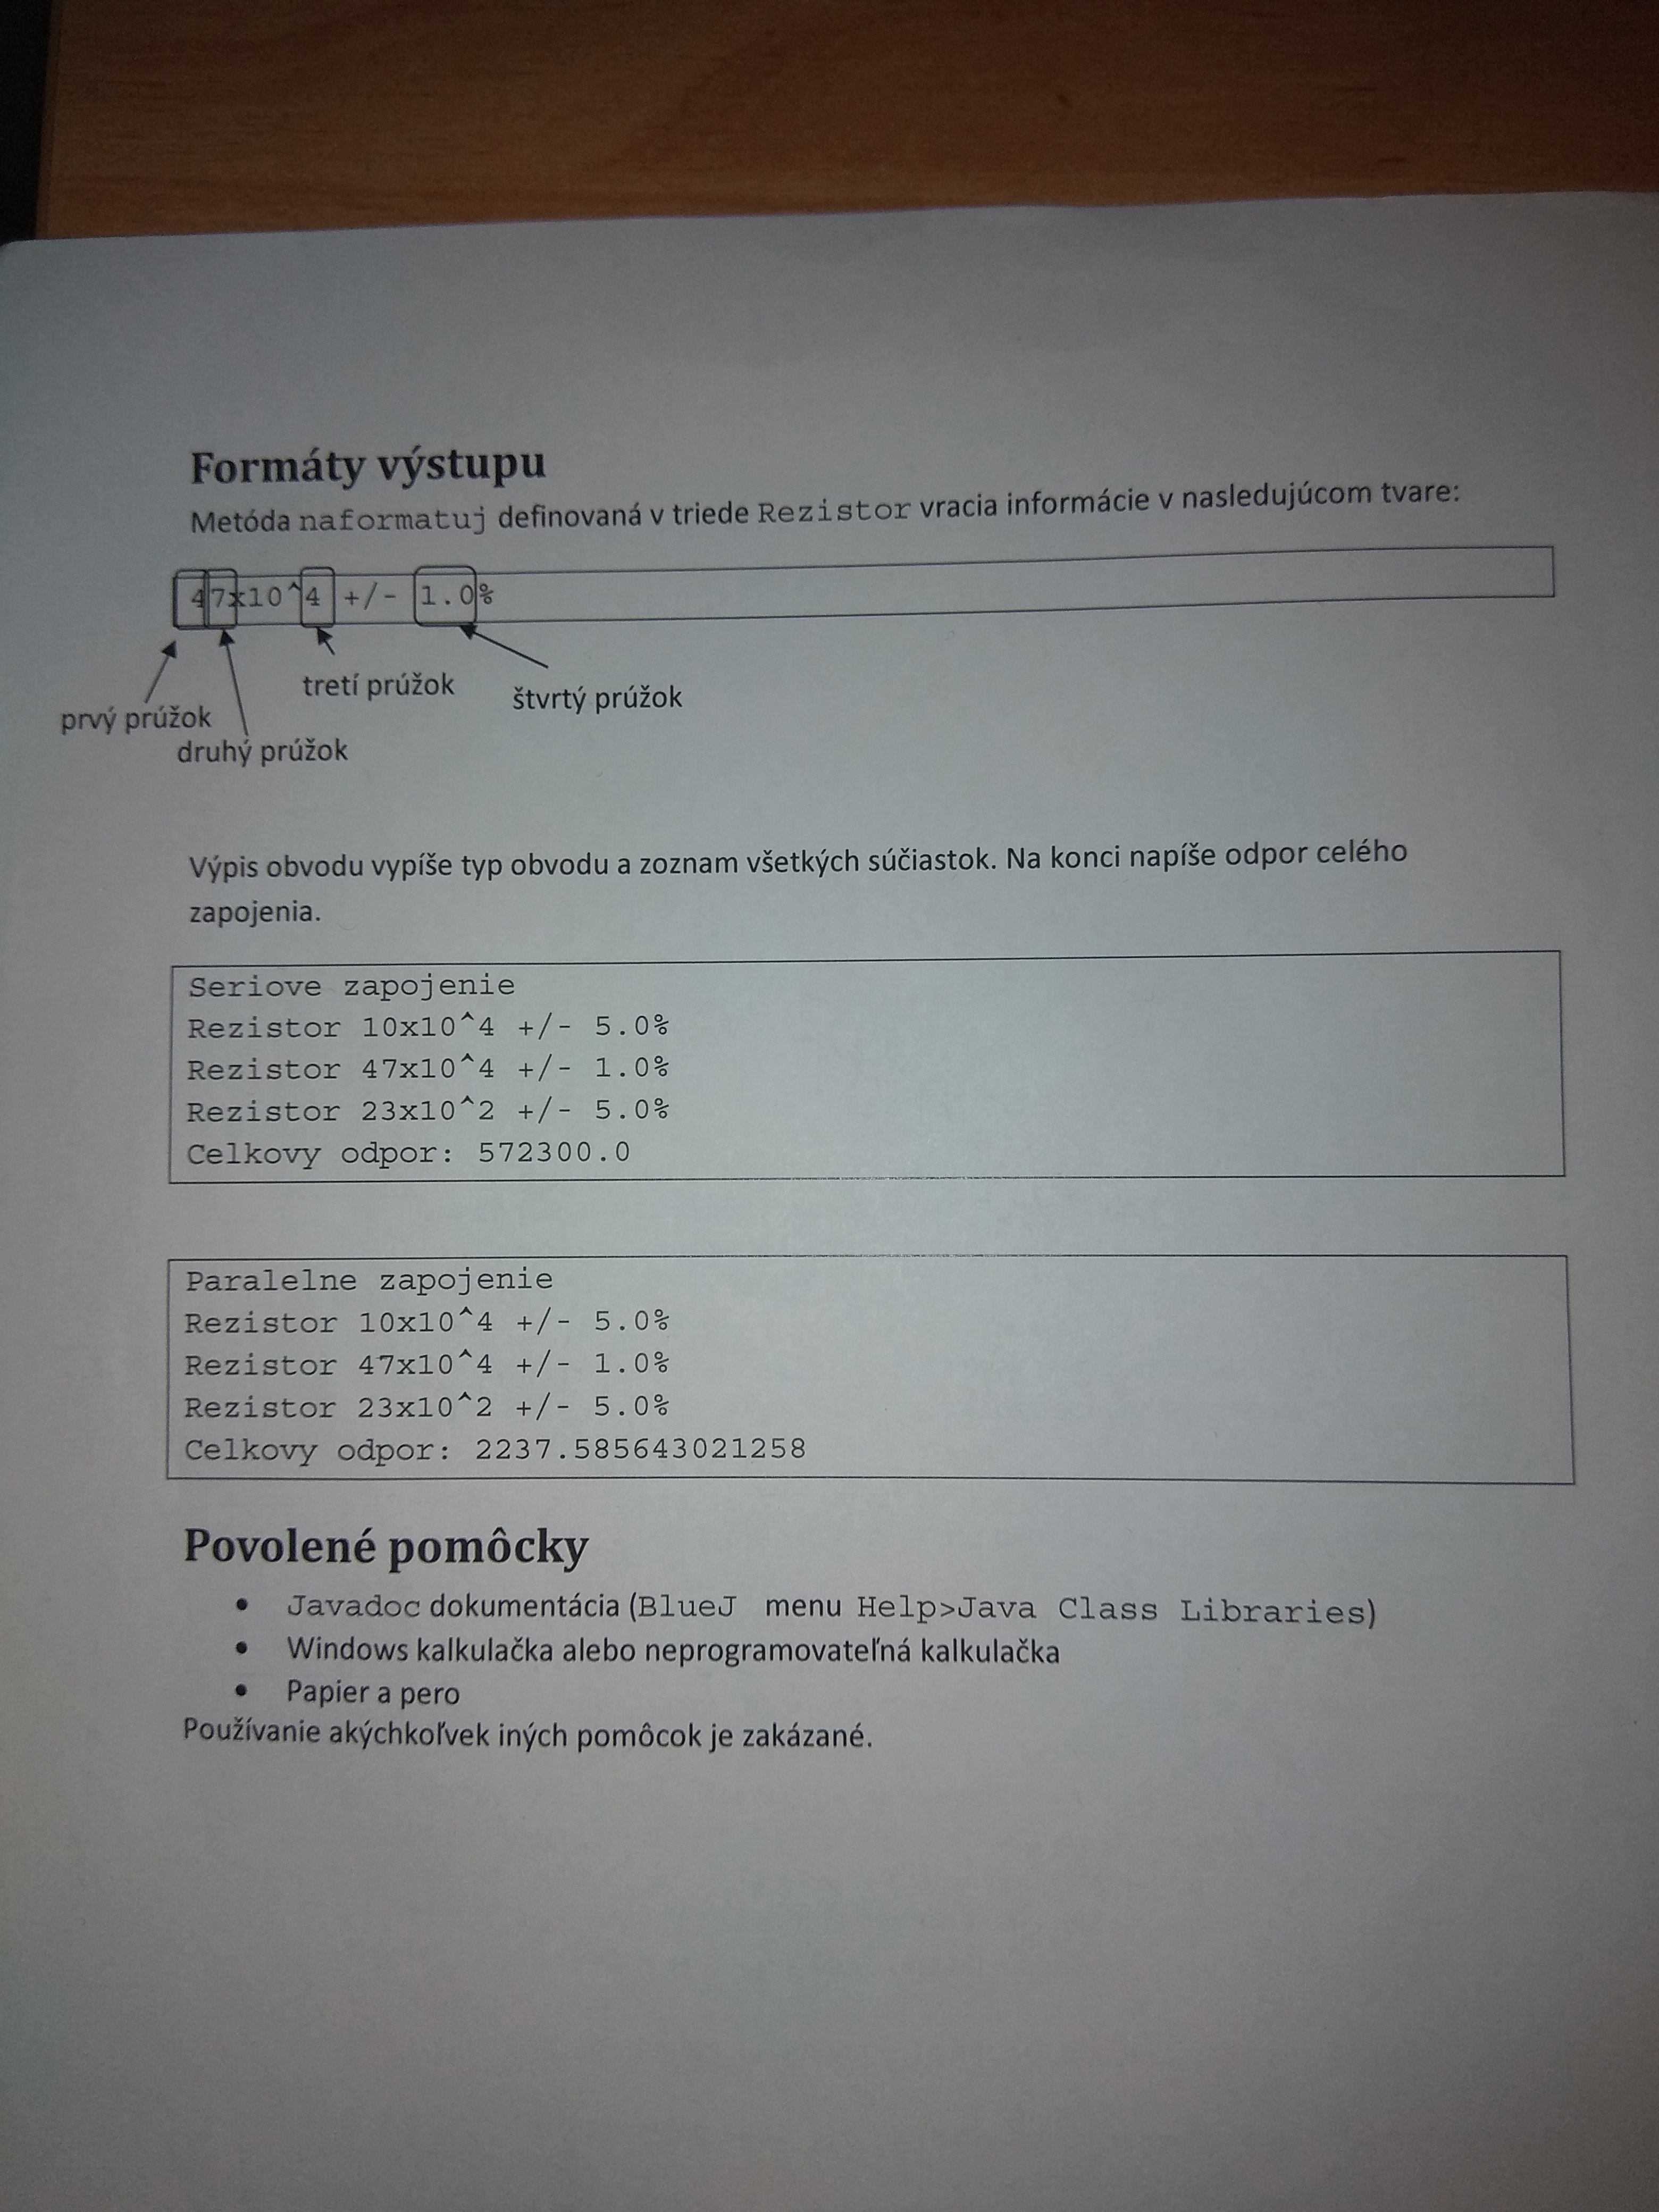 Formáty výstupu
Metóda naformatuj definovaná v triede Rezistor vracia informácie v nasledujúcom tvare:
47x10^4 +/- 1.0%
tretí prúžok
štvrtý prúžok
prvý prúžok
druhý prúžok
Výpis obvodu vypíše typ obvodu a zoznam všetkých súčiastok. Na konci napíše odpor celého
zapojenia.
Seriove zapojenie
Rezistor 10x10^4 +/- 5.0%
Rezistor 47x10^4 +/- 1.0%
Rezistor 23x10^2 +/- 5.0%
Celkovy odpor: 572300.0
Paralelne zapojenie
Rezistor 10x10^4 +/- 5.0%
Rezistor 47x10^4 +/- 1.0%
Rezistor 23x10^2 +/- 5.0%
Celkovy odpor: 2237.585643021258
Povolené pomôcky
• Javadoc dokumentácia (BlueJ menu Help>Java Class Libraries)
• Windows kalkulačka alebo neprogramovateľná kalkulačka
• Papier a pero
Používanie akýchkoľvek iných pomôcok je zakázané.